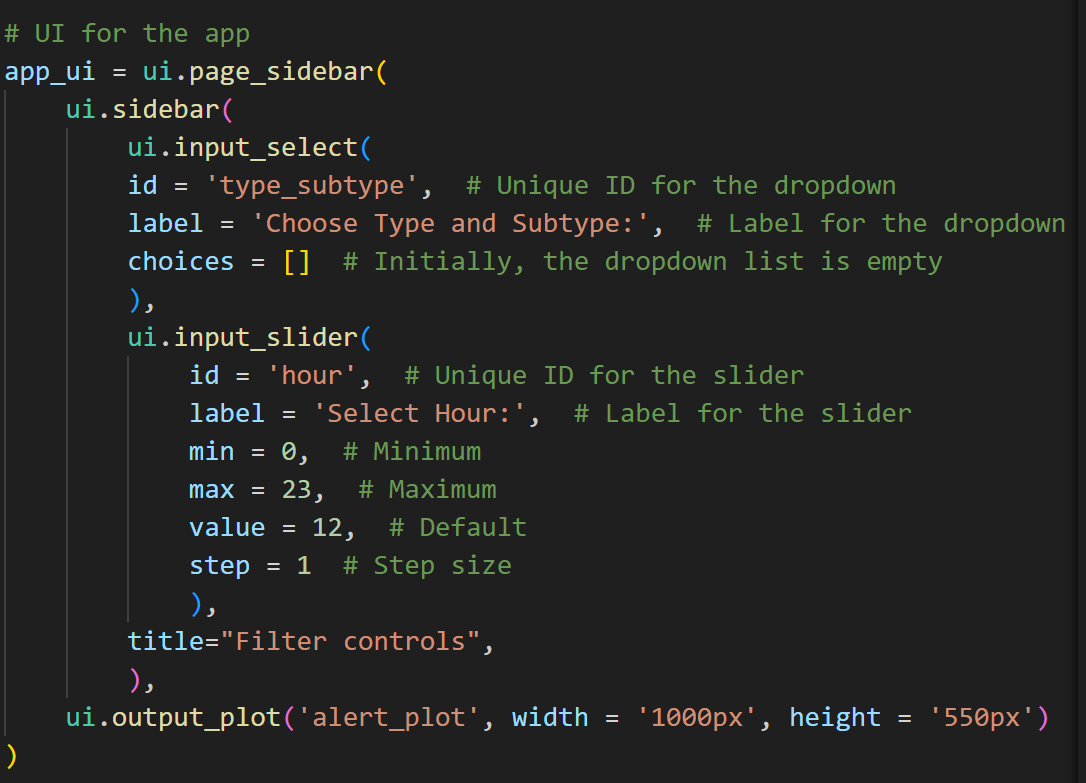 # UI for the app
app_ui = ui.page_sidebar(
    ui.sidebar(
        ui.input_select(
        id = 'type_subtype',  # Unique ID for the dropdown
        label = 'Choose Type and Subtype:',  # Label for the dropdown
        choices = []  # Initially, the dropdown list is empty
        ),
        ui.input_slider(
            id = 'hour',  # Unique ID for the slider
            label = 'Select Hour:',  # Label for the slider
            min = 0,  # Minimum
            max = 23,  # Maximum
            value = 12,  # Default
            step = 1  # Step size
            ),
        title="Filter controls",
        ),
    ui.output_plot('alert_plot', width = '1000px', height = '550px')
)